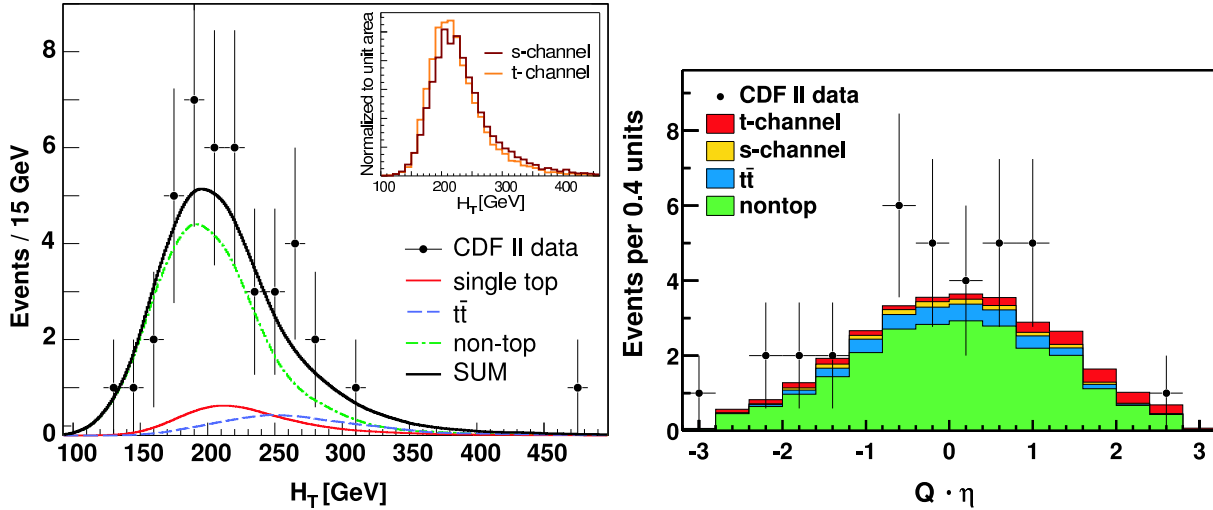 Events / 15 GeV
8
6
4
2
0
100 150 200 250 300 350 400 450
H_T [GeV]
Normalized to unit area
s-channel
t-channel
100 200 300 400
H_T [GeV]
CDF II data
single top
tt̄
non-top
SUM
Events per 0.4 units
8
6
4
2
0
-3 -2 -1 0 1 2 3
Q · η
CDF II data
t-channel
s-channel
tt̄
nontop